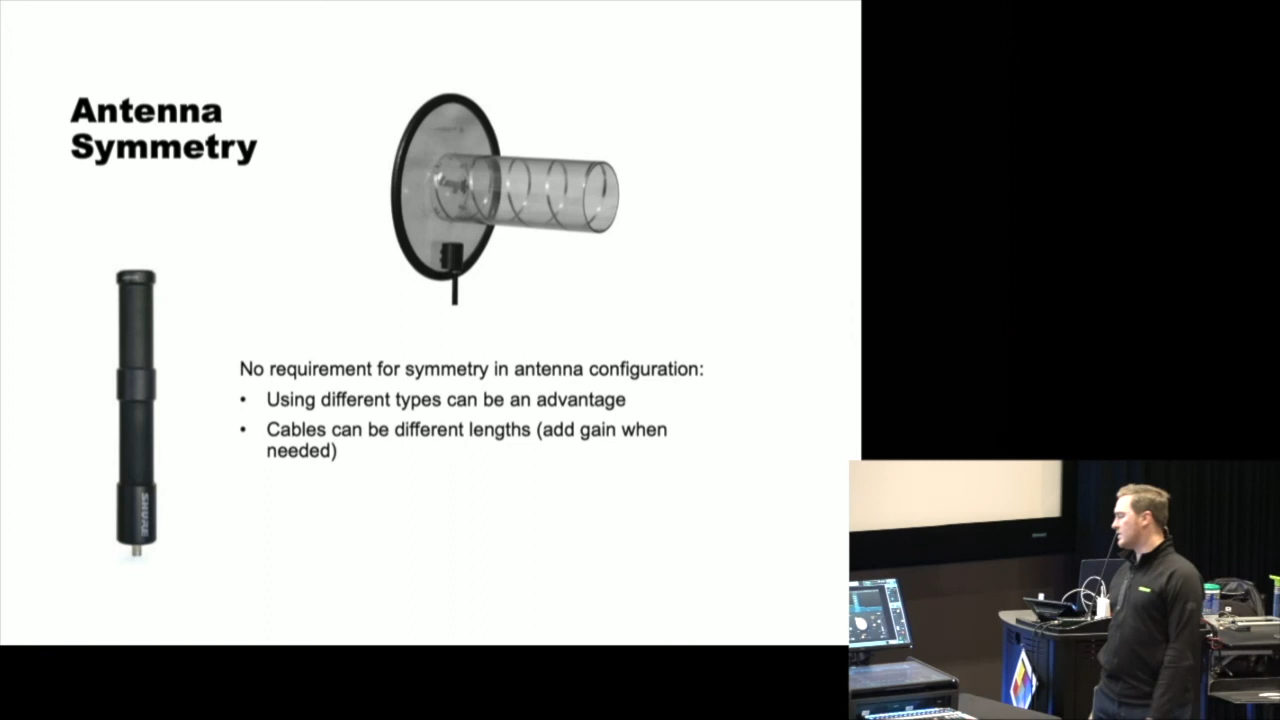 Antenna
Symmetry
No requirement for symmetry in antenna configuration:
• Using different types can be an advantage
• Cables can be different lengths (add gain when
needed)
SHURE